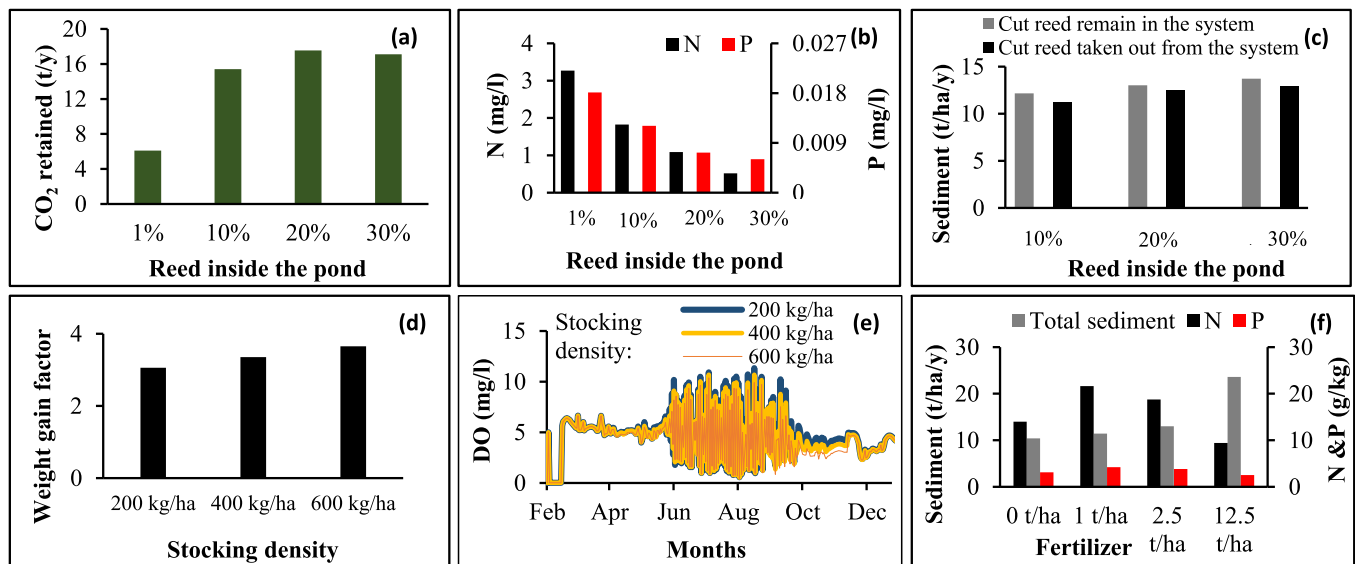 (a)
20
16
12
8
4
0
CO₂ retained (t/y)
1% 10% 20% 30%
Reed inside the pond
(b)
N P
4
3
2
1
0
N (mg/l)
0.027
0.018
0.009
0
P (mg/l)
1% 10% 20% 30%
Reed inside the pond
Cut reed remain in the system
Cut reed taken out from the system
(c)
15
10
5
0
Sediment (t/ha/y)
10% 20% 30%
Reed inside the pond
(d)
4
2
0
Weight gain factor
200 kg/ha 400 kg/ha 600 kg/ha
Stocking density
(e)
Stocking
density:
200 kg/ha
400 kg/ha
600 kg/ha
15
10
5
0
DO (mg/l)
Feb Apr Jun Aug Oct Dec
Months
(f)
Total sediment N P
30
20
10
0
Sediment (t/ha/y)
30
20
10
0
N &P (g/kg)
0 t/ha 1 t/ha 2.5 12.5
t/ha t/ha
Fertilizer